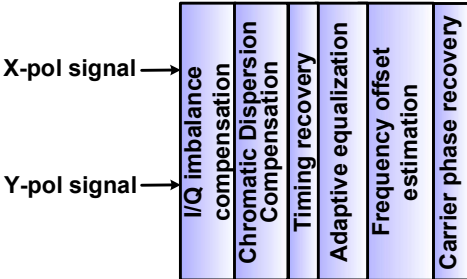 X-pol signal
Y-pol signal
I/Q imbalance
compensation
Chromatic Dispersion
Compensation
Timing recovery
Adaptive equalization
Frequency offset
estimation
Carrier phase recovery